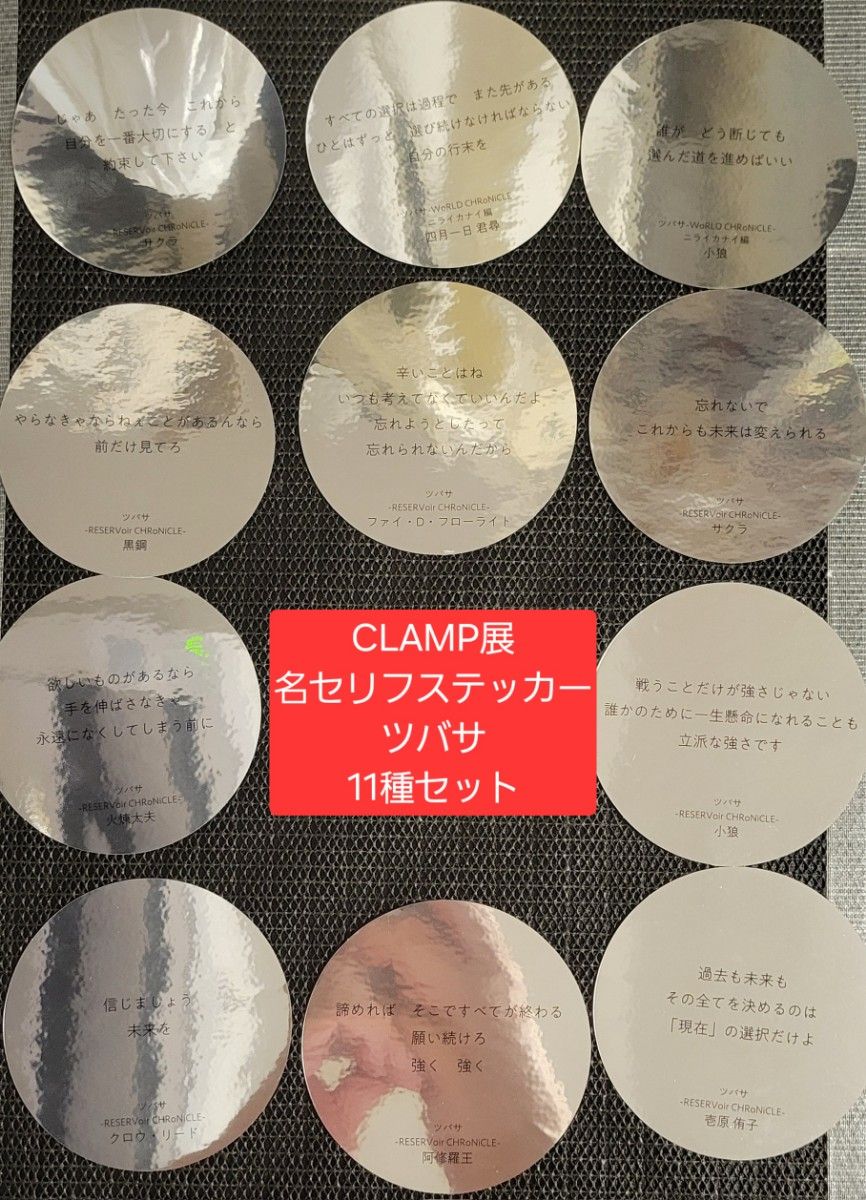 じゃあ　たった今　これから
自分を一番大切にする　と
約束して下さい
ツバサ
-RESERVoir CHRoNiCLE-
サクラ
すべての選択は過程で　また先がある
ひとはずっと　選び続けなければならない
自分の行末を
ツバサ-WoRLD CHRoNiCLE-
ニライカナイ編
四月一日 君尋
誰が　どう断じても
選んだ道を進めばいい
ツバサ-WoRLD CHRoNiCLE-
ニライカナイ編
小狼
やらなきゃならねぇことがあるんなら
前だけ見てろ
ツバサ
-RESERVoir CHRoNiCLE-
黒鋼
辛いことはね
いつも考えてなくていいんだよ
忘れようとしたって
忘れられないんだから
ツバサ
-RESERVoir CHRoNiCLE-
ファイ・D・フローライト
忘れないで
これからも未来は変えられる
ツバサ
-RESERVoir CHRoNiCLE-
サクラ
欲しいものがあるなら
手を伸ばさなきゃ
永遠になくしてしまう前に
ツバサ
-RESERVoir CHRoNiCLE-
火煉太夫
CLAMP展
名セリフステッカー
ツバサ
11種セット
戦うことだけが強さじゃない
誰かのために一生懸命になれることも
立派な強さです
ツバサ
-RESERVoir CHRoNiCLE-
小狼
信じましょう
未来を
ツバサ
-RESERVoir CHRoNiCLE-
クロウ・リード
諦めれば　そこですべてが終わる
願い続けろ
強く　強く
ツバサ
-RESERVoir CHRoNiCLE-
阿修羅王
過去も未来も
その全てを決めるのは
「現在」の選択だけよ
ツバサ
-RESERVoir CHRoNiCLE-
壱原 侑子